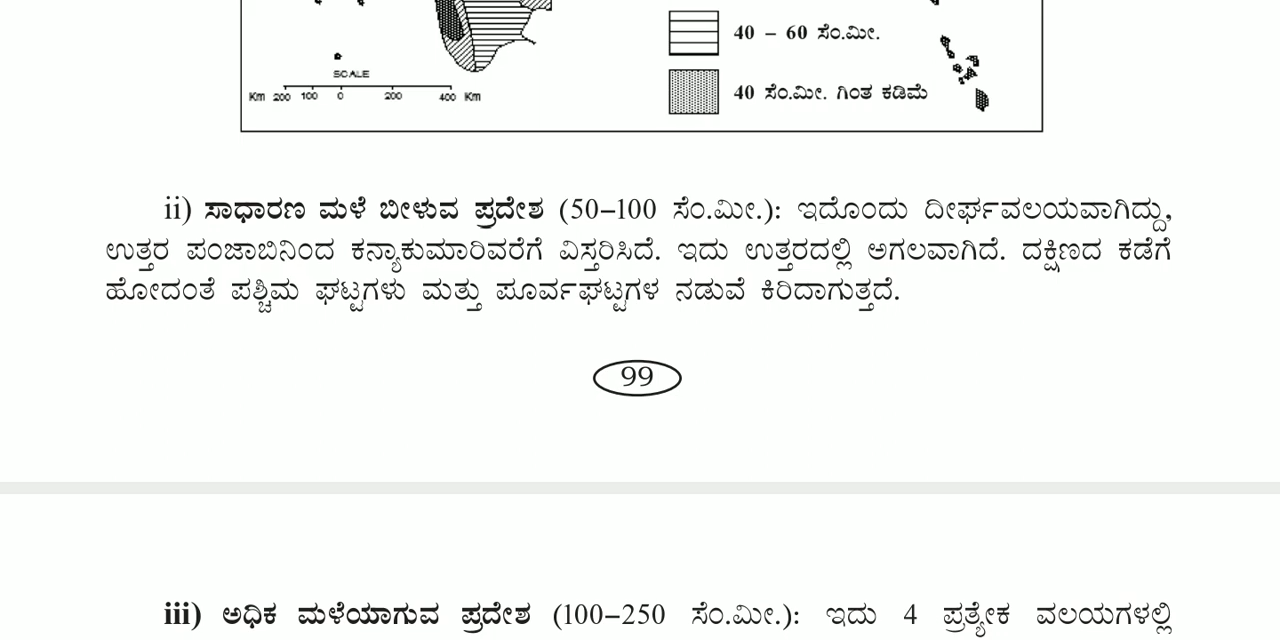 40 – 60 ಸೆಂ.ಮೀ.
SCALE
Km 200 100 0 200 400 Km
40 ಸೆಂ.ಮೀ. ಗಿಂತ ಕಡಿಮೆ
ii) ಸಾಧಾರಣ ಮಳೆ ಬೀಳುವ ಪ್ರದೇಶ (50–100 ಸೆಂ.ಮೀ.): ಇದೊಂದು ದೀರ್ಘವಲಯವಾಗಿದ್ದು,
ಉತ್ತರ ಪಂಜಾಬಿನಿಂದ ಕನ್ಯಾಕುಮಾರಿವರೆಗೆ ವಿಸ್ತರಿಸಿದೆ. ಇದು ಉತ್ತರದಲ್ಲಿ ಅಗಲವಾಗಿದೆ. ದಕ್ಷಿಣದ ಕಡೆಗೆ
ಹೋದಂತೆ ಪಶ್ಚಿಮ ಘಟ್ಟಗಳು ಮತ್ತು ಪೂರ್ವಘಟ್ಟಗಳ ನಡುವೆ ಕಿರಿದಾಗುತ್ತದೆ.
99
iii) ಅಧಿಕ ಮಳೆಯಾಗುವ ಪ್ರದೇಶ (100–250 ಸೆಂ.ಮೀ.): ಇದು 4 ಪ್ರತ್ಯೇಕ ವಲಯಗಳಲ್ಲಿ